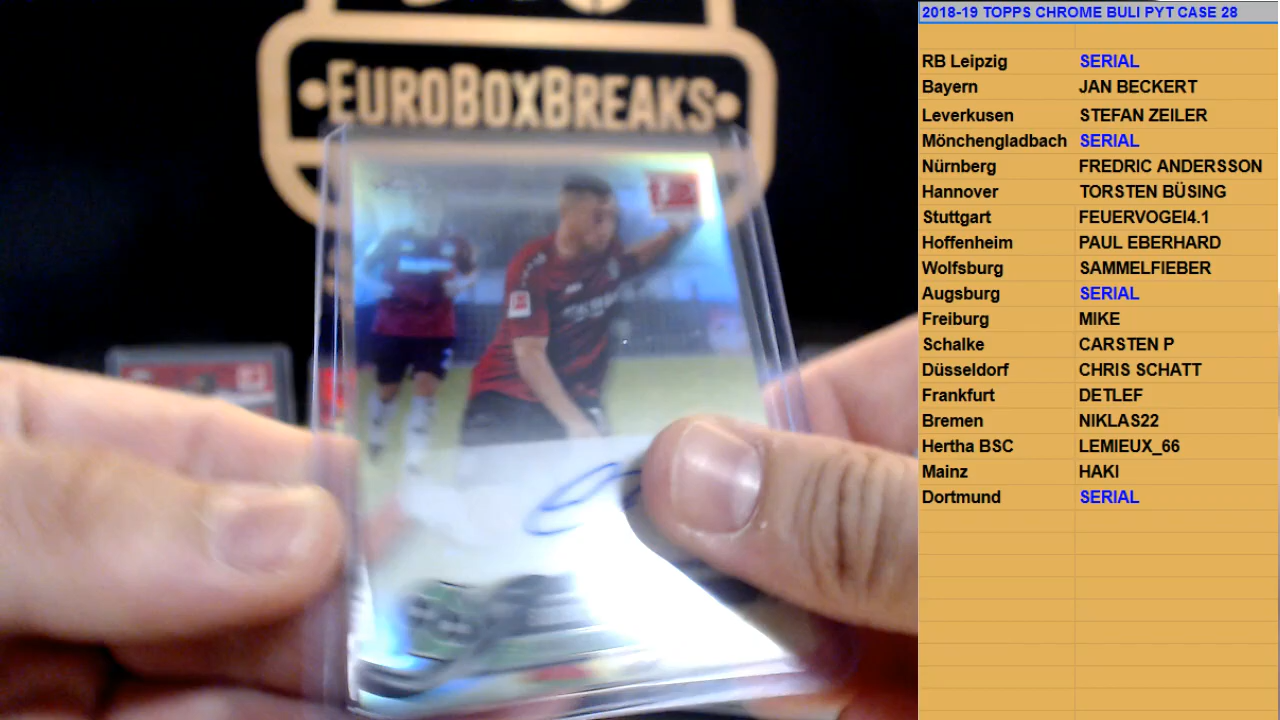 EUROBOXBREAKS
2018-19 TOPPS CHROME BULI PYT CASE 28
RB Leipzig SERIAL
Bayern JAN BECKERT
Leverkusen STEFAN ZEILER
Mönchengladbach SERIAL
Nürnberg FREDRIC ANDERSSON
Hannover TORSTEN BÜSING
Stuttgart FEUERVOGEl4.1
Hoffenheim PAUL EBERHARD
Wolfsburg SAMMELFIEBER
Augsburg SERIAL
Freiburg MIKE
Schalke CARSTEN P
Düsseldorf CHRIS SCHATT
Frankfurt DETLEF
Bremen NIKLAS22
Hertha BSC LEMIEUX_66
Mainz HAKI
Dortmund SERIAL